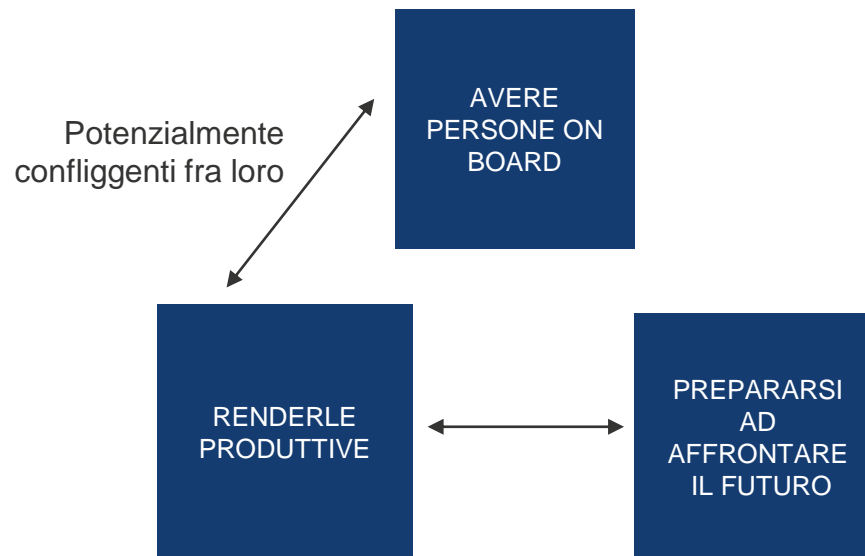 AVERE
PERSONE ON
BOARD
Potenzialmente
confliggenti fra loro
RENDERLE
PRODUTTIVE
PREPARARSI
AD
AFFRONTARE
IL FUTURO